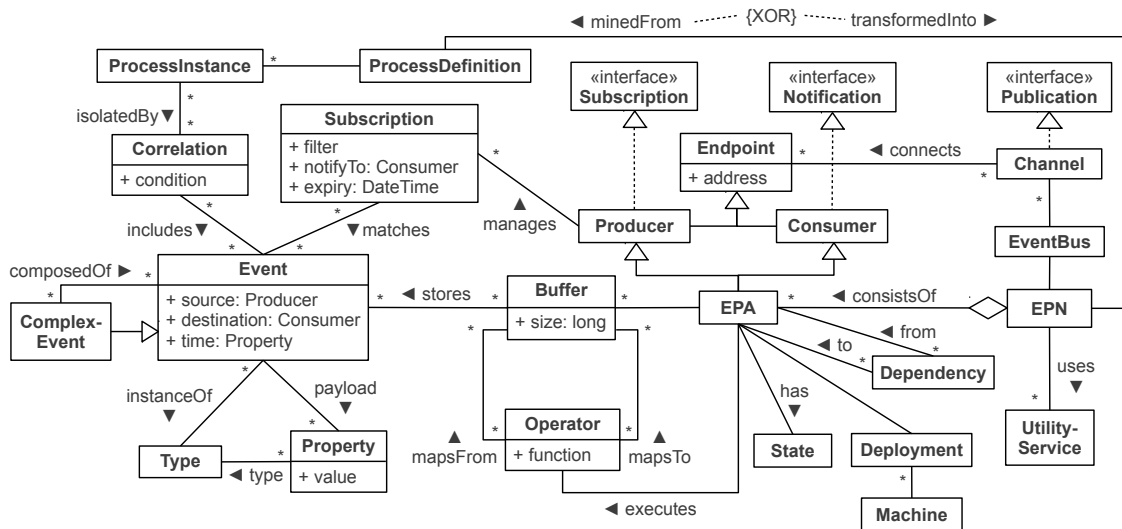 ◄ minedFrom {XOR} transformedInto ►
ProcessInstance * ProcessDefinition
«interface»
Subscription
«interface»
Notification
«interface»
Publication
*
isolatedBy▼
*
Correlation
+ condition
Subscription
+ filter
+ notifyTo: Consumer
+ expiry: DateTime
*
▲
manages
*
Endpoint
+ address
* ◄ connects *
Channel
*
Producer
Consumer
EventBus
* includes▼ *
* ▼matches *
composedOf ►
*
*
Complex-
Event
Event
+ source: Producer
+ destination: Consumer
+ time: Property
* ◄ stores *
Buffer
+ size: long
*
EPA
* ◄ consistsOf
EPN
◄ from
*
◄ to
*
Dependency
*
instanceOf
▼
payload
▼
*
Type
* ◄ type
Property
+ value
*
*
*
▲
mapsFrom
*
▲
mapsTo
Operator
+ function
◄ executes
has
▼
State
Deployment
*
Machine
*
uses
▼
*
Utility-
Service